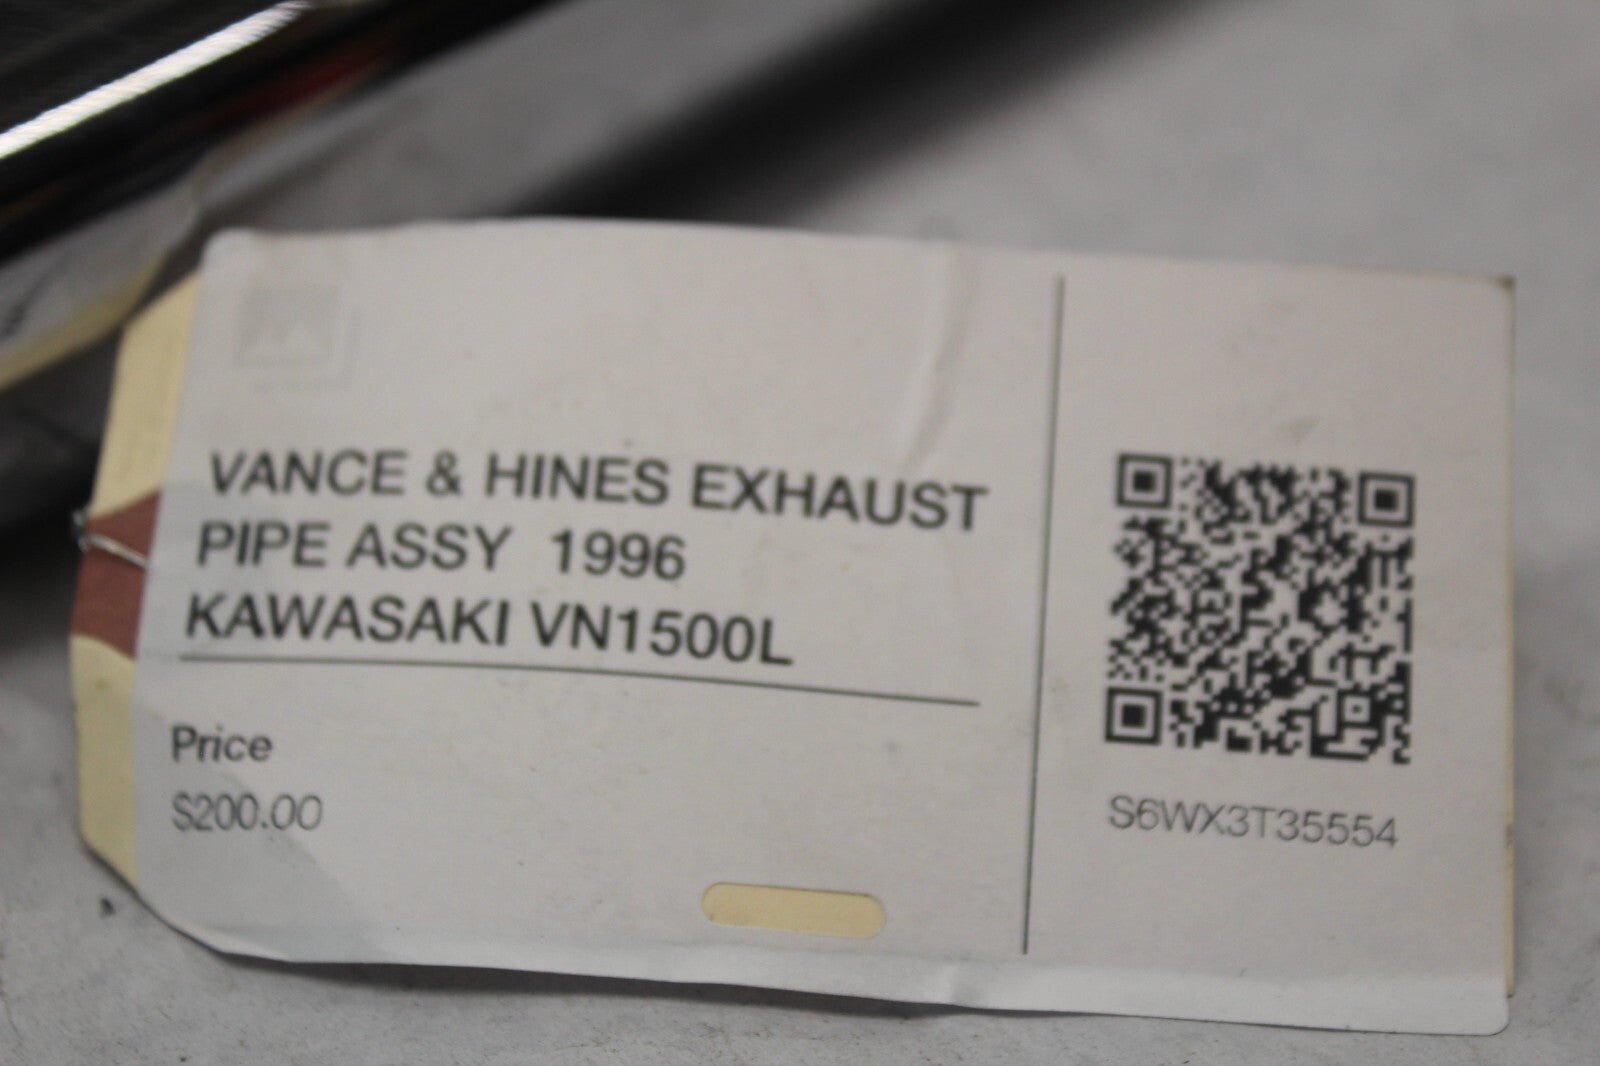 VANCE & HINES EXHAUST
PIPE ASSY 1996
KAWASAKI VN1500L
Price
$200.00
S6WX3T35554